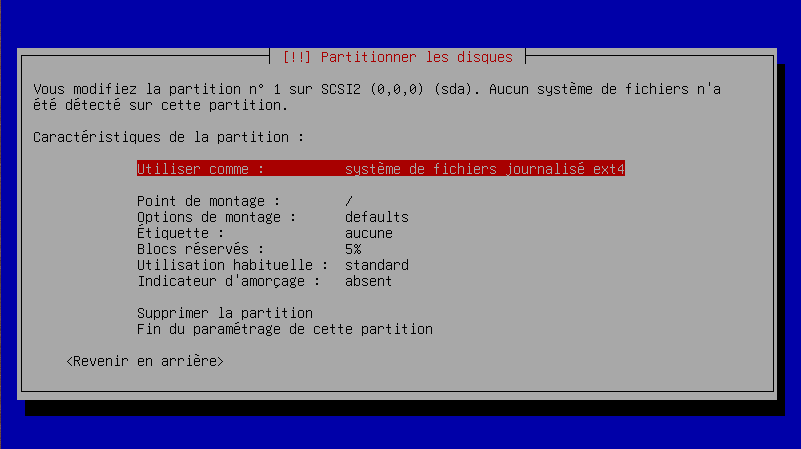 [!!] Partitionner les disques
Vous modifiez la partition n° 1 sur SCSI2 (0,0,0) (sda). Aucun système de fichiers n'a
été détecté sur cette partition.
Caractéristiques de la partition :
Utiliser comme : système de fichiers journalisé ext4
Point de montage : /
Options de montage : defaults
Étiquette : aucune
Blocs réservés : 5%
Utilisation habituelle : standard
Indicateur d'amorçage : absent
Supprimer la partition
Fin du paramétrage de cette partition
<Revenir en arrière>